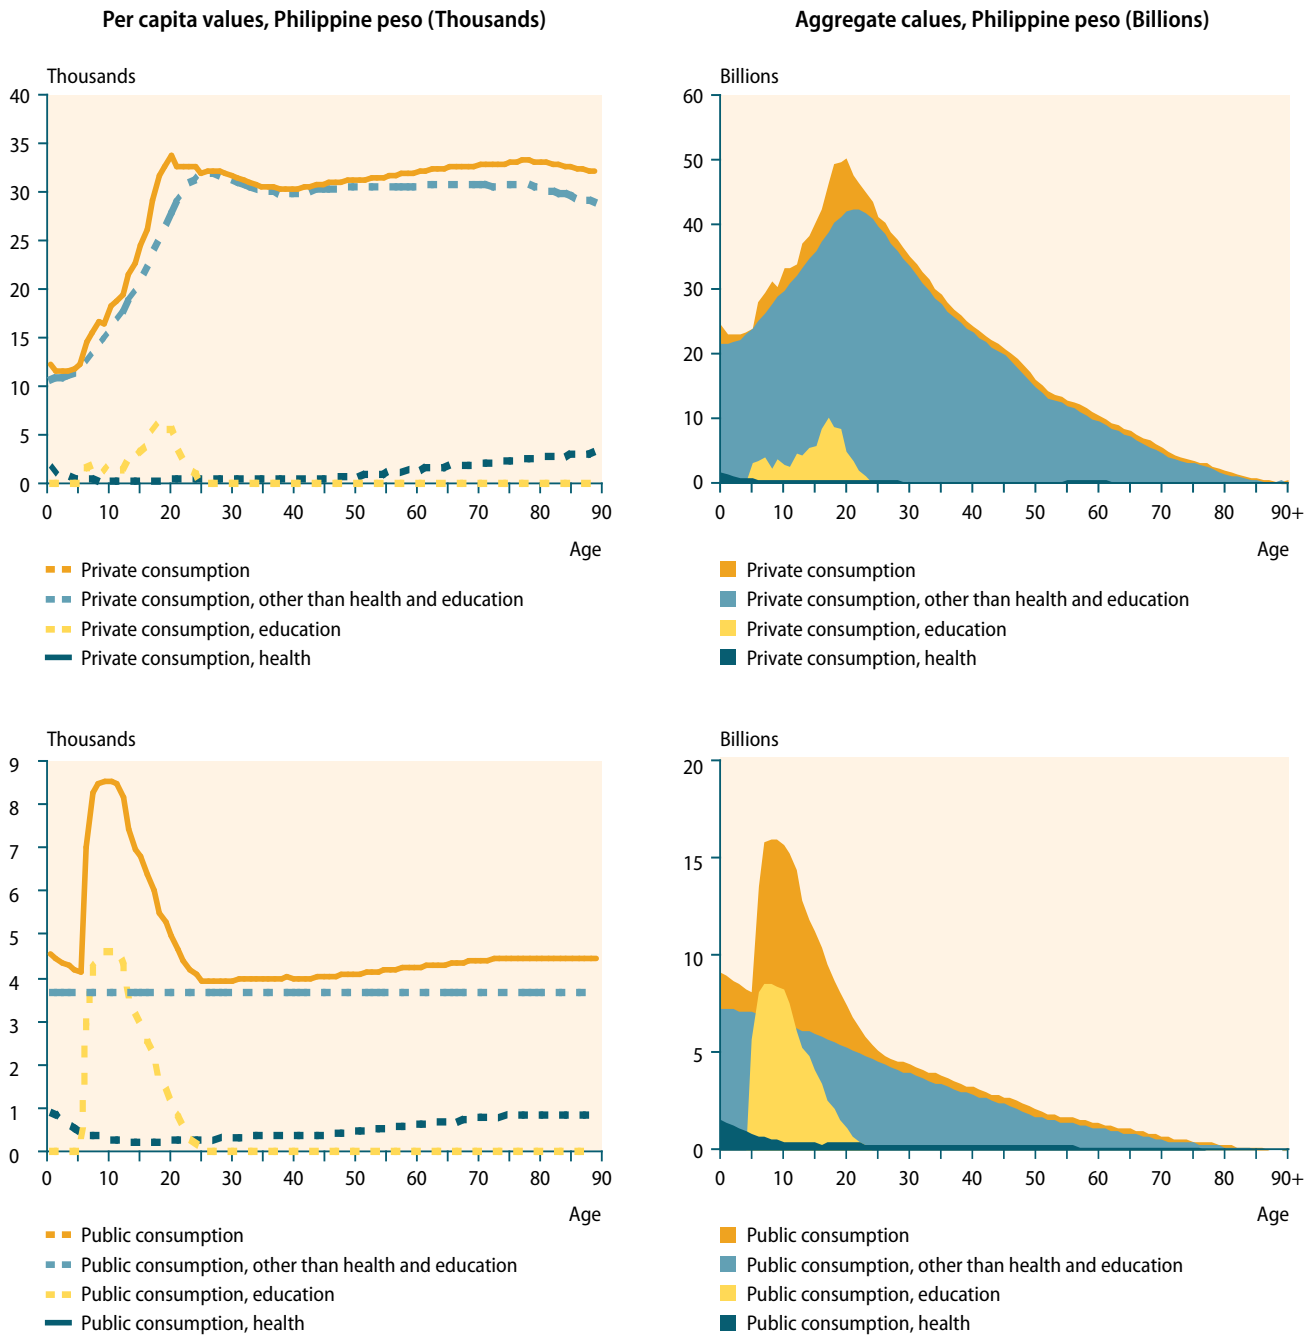 Per capita values, Philippine peso (Thousands)
Aggregate calues, Philippine peso (Billions)
Thousands
40
35
30
25
20
15
10
5
0
0 10 20 30 40 50 60 70 80 90
Age
Private consumption
Private consumption, other than health and education
Private consumption, education
Private consumption, health
Billions
60
50
40
30
20
10
0
0 10 20 30 40 50 60 70 80 90+
Age
Private consumption
Private consumption, other than health and education
Private consumption, education
Private consumption, health
Thousands
9
8
7
6
5
4
3
2
1
0
0 10 20 30 40 50 60 70 80 90
Age
Public consumption
Public consumption, other than health and education
Public consumption, education
Public consumption, health
Billions
20
15
10
5
0
0 10 20 30 40 50 60 70 80 90+
Age
Public consumption
Public consumption, other than health and education
Public consumption, education
Public consumption, health